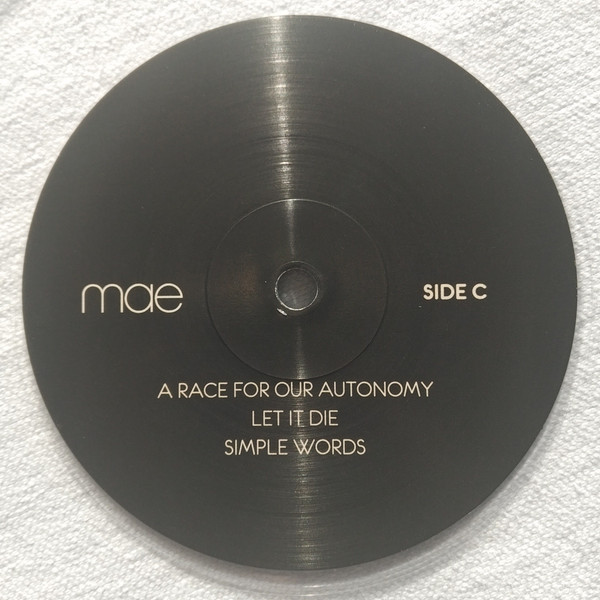 mae
SIDE C
A RACE FOR OUR AUTONOMY
LET IT DIE
SIMPLE WORDS